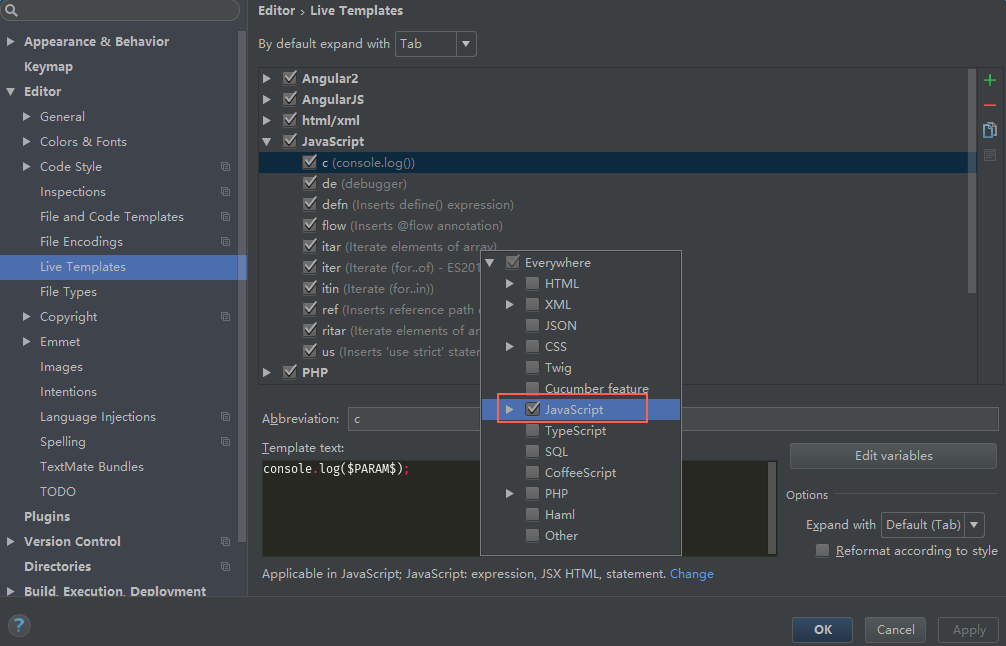 Editor › Live Templates
Appearance & Behavior
Keymap
Editor
General
Colors & Fonts
Code Style
Inspections
File and Code Templates
File Encodings
Live Templates
File Types
Copyright
Emmet
Images
Intentions
Language Injections
Spelling
TextMate Bundles
TODO
Plugins
Version Control
Directories
Build, Execution, Deployment
By default expand with Tab
Angular2
AngularJS
html/xml
JavaScript
c (console.log())
de (debugger)
defn (Inserts define() expression)
flow (Inserts @flow annotation)
itar (Iterate elements of array)
iter (Iterate (for..of) - ES201
itin (Iterate (for..in))
ref (Inserts reference path
ritar (Iterate elements of ar
us (Inserts 'use strict' state
PHP
Everywhere
HTML
XML
JSON
CSS
Twig
Cucumber feature
JavaScript
TypeScript
SQL
CoffeeScript
PHP
Haml
Other
Abbreviation: c
Template text:
console.log($PARAM$);
Edit variables
Options
Expand with Default (Tab)
Reformat according to style
Applicable in JavaScript; JavaScript: expression, JSX HTML, statement. Change
?
OK
Cancel
Apply